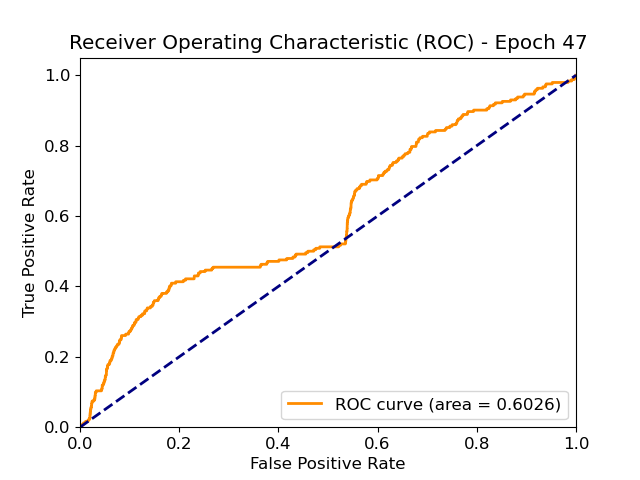 Receiver Operating Characteristic (ROC) - Epoch 47
True Positive Rate
1.0
0.8
0.6
0.4
0.2
0.0
ROC curve (area = 0.6026)
0.0 0.2 0.4 0.6 0.8 1.0
False Positive Rate